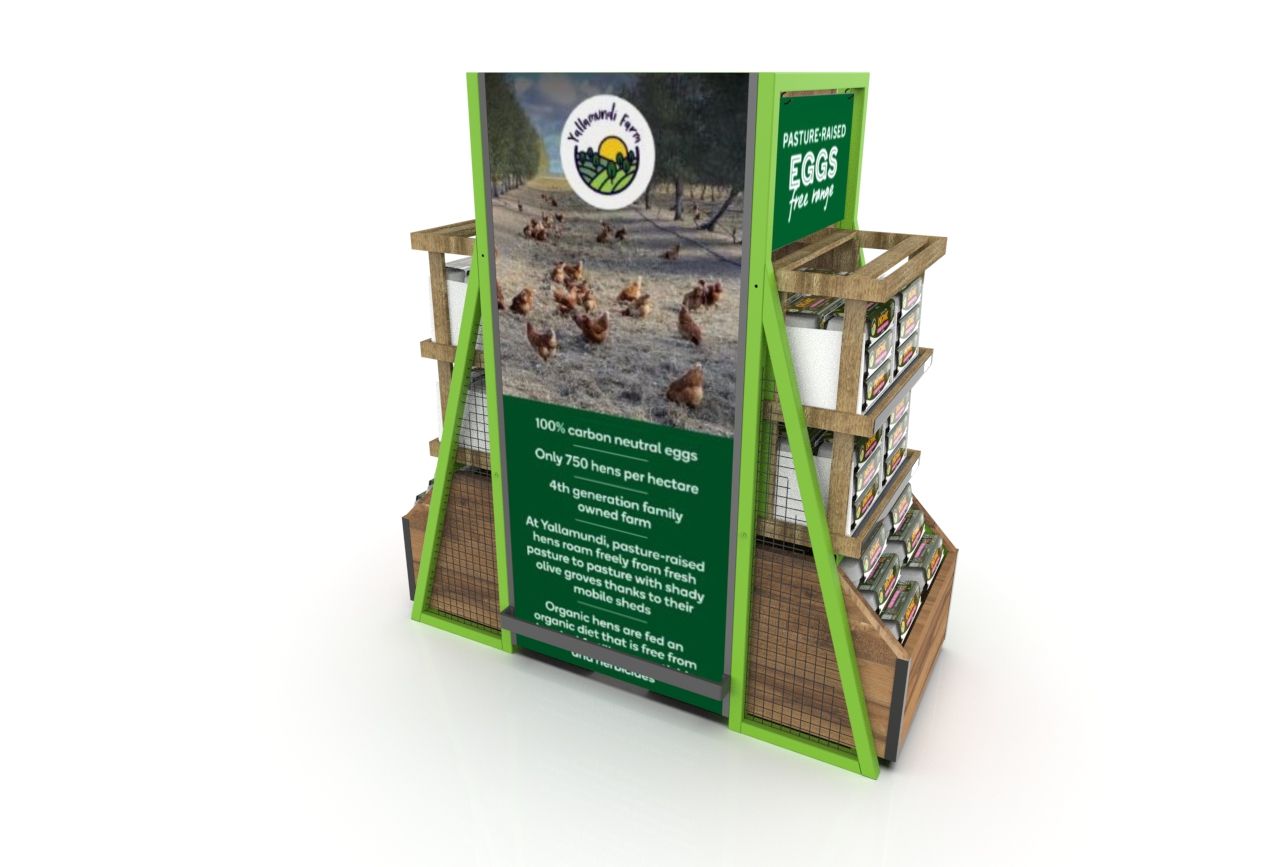 Yallamundi Farm
100% carbon neutral eggs
Only 750 hens per hectare
4th generation family
owned farm
At Yallamundi, pasture-raised
hens roam freely from fresh
pasture to pasture with shady
olive groves thanks to their
mobile sheds
Organic hens are fed an
organic diet that is free from
and herbicides
PASTURE-RAISED
EGGS
free range